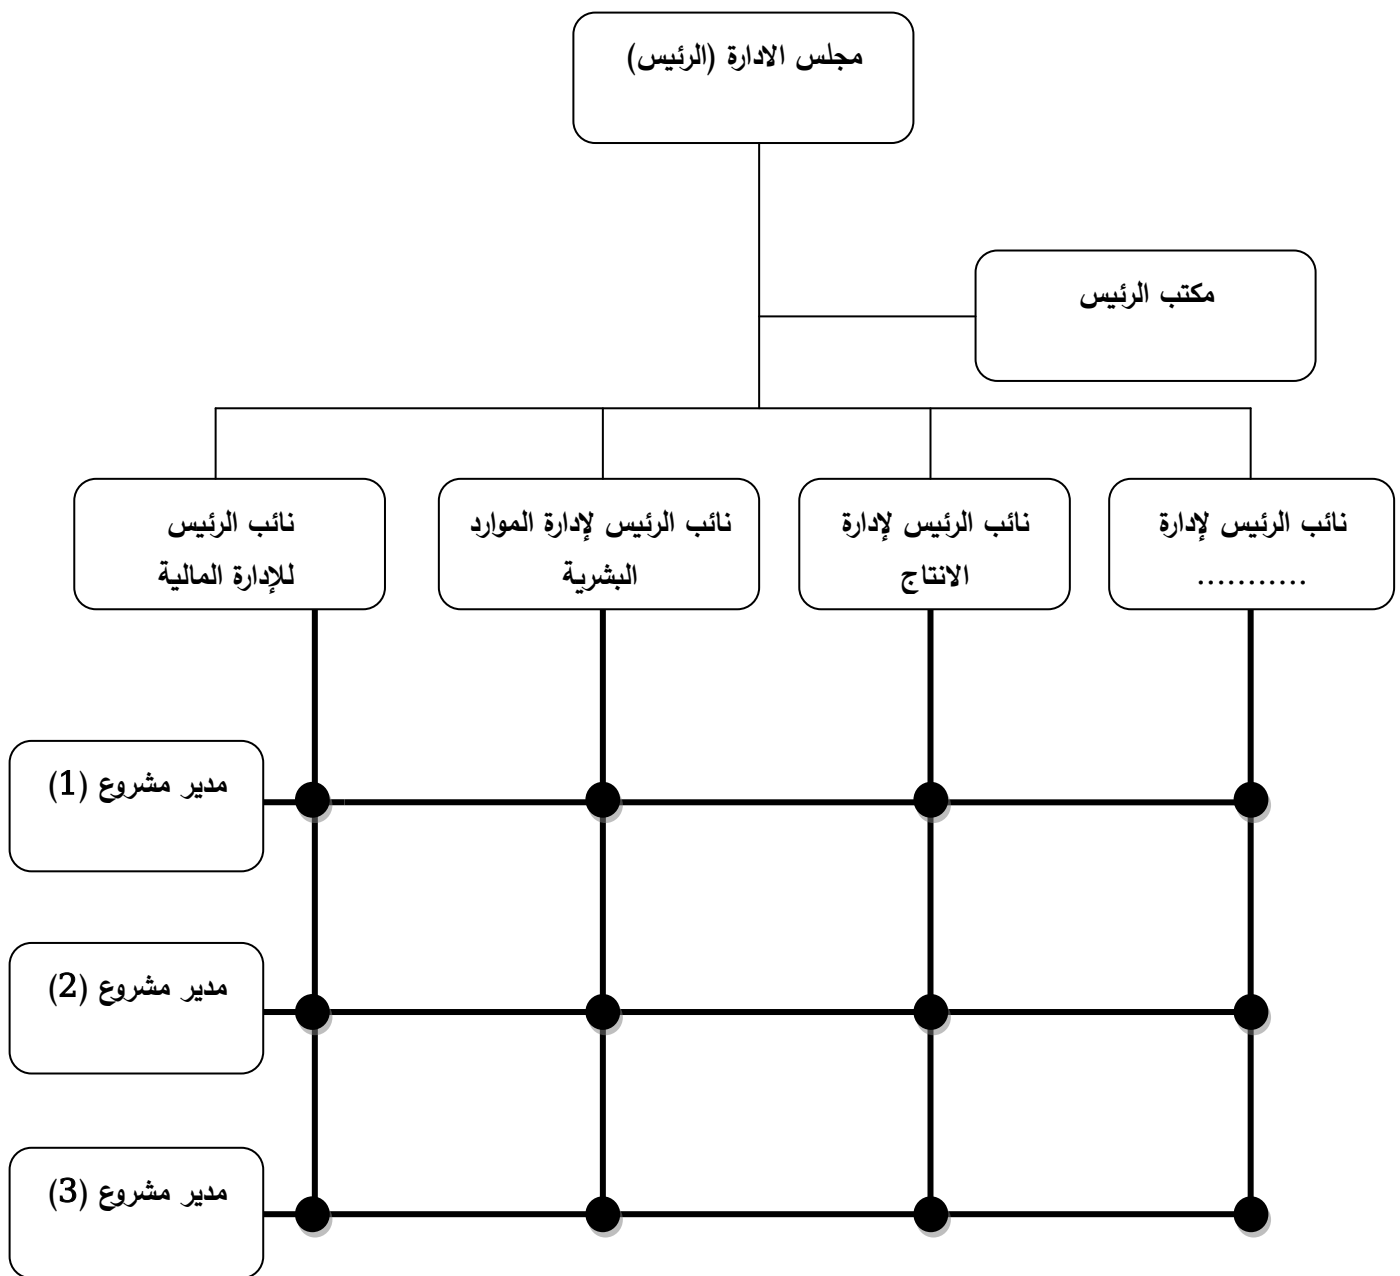 مجلس الادارة (الرئيس)
مكتب الرئيس
نائب الرئيس لإدارة
...........
نائب الرئيس لإدارة
الانتاج
نائب الرئيس لإدارة الموارد
البشرية
نائب الرئيس
للإدارة المالية
مدير مشروع (1)
مدير مشروع (2)
مدير مشروع (3)